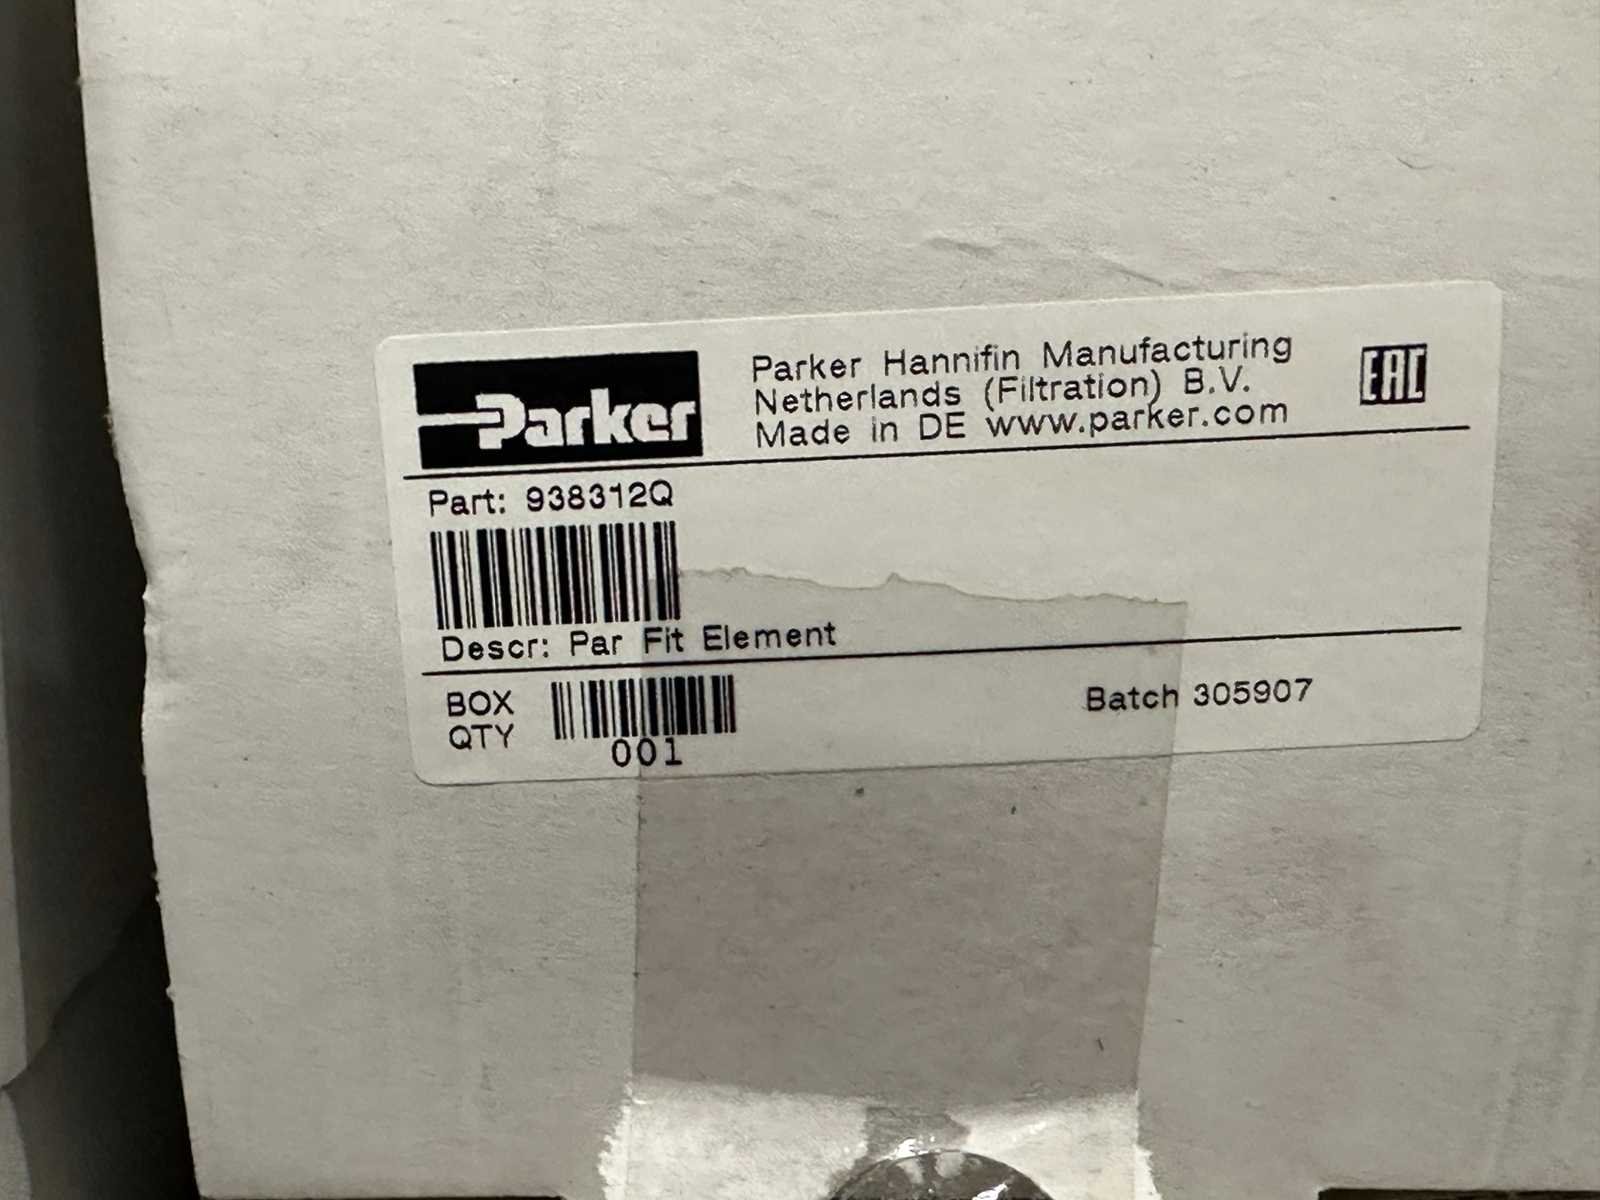 Parker
Parker Hannifin Manufacturing
Netherlands (Filtration) B.V.
Made in DE www.parker.com
EAC
Part: 938312Q
Descr: Par Fit Element
BOX
QTY
001
Batch 305907